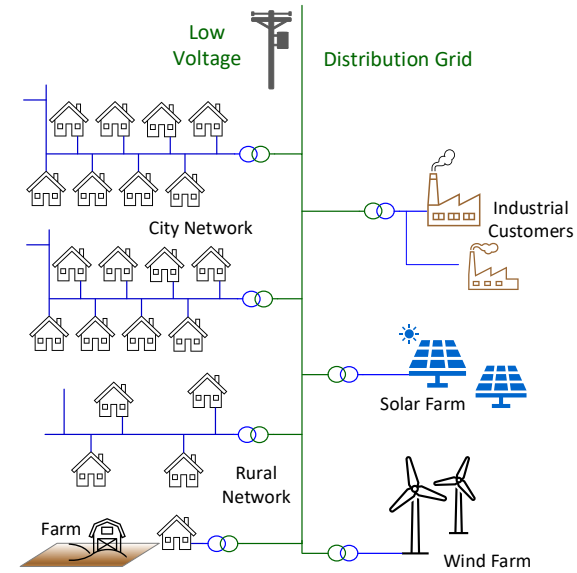 Low
Voltage
Distribution Grid
City Network
Industrial
Customers
Solar Farm
Rural
Network
Farm
Wind Farm